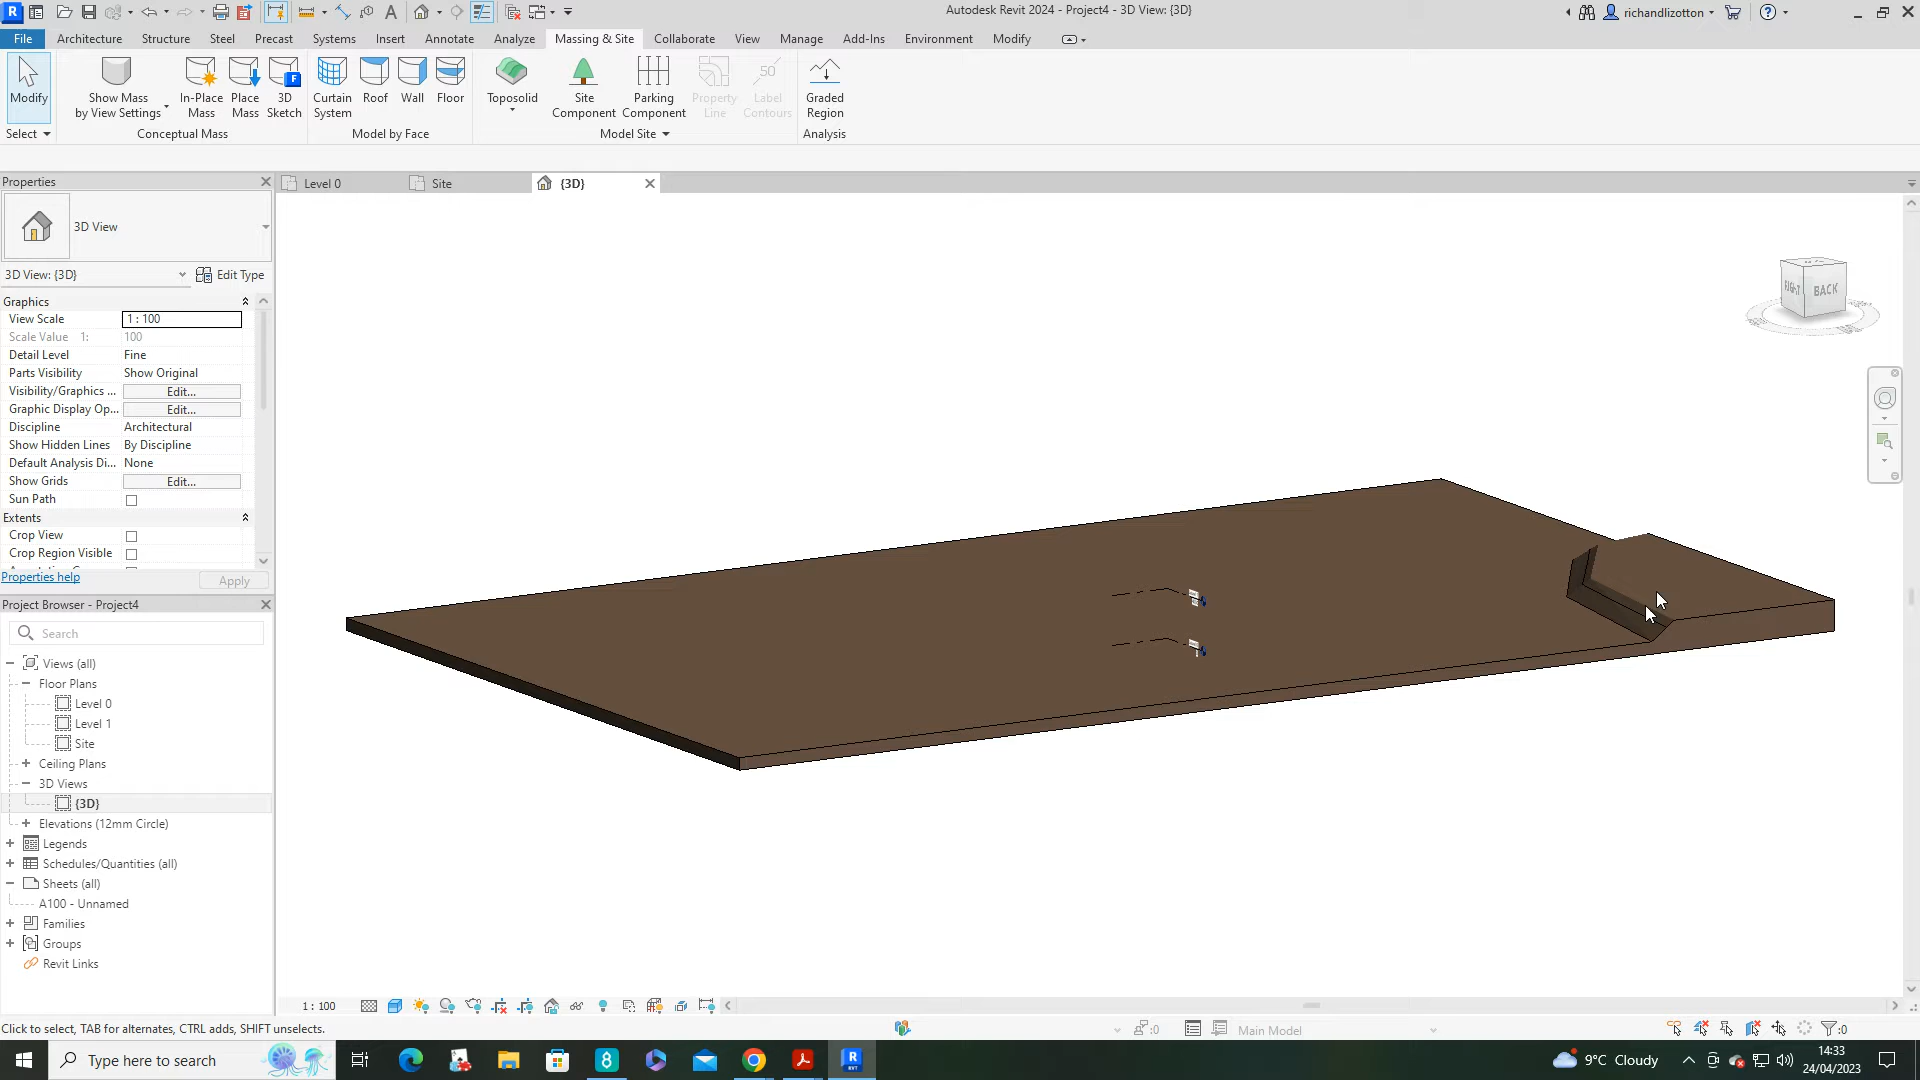 Autodesk Revit 2024 - Project4 - 3D View: {3D}
richandlizotton
File Architecture Structure Steel Precast Systems Insert Annotate Analyze Massing & Site Collaborate View Manage Add-Ins Environment Modify
Modify
Show Mass
by View Settings
In-Place
Mass
Place
Mass
3D
Sketch
Curtain
System
Roof
Wall
Floor
Toposolid
Site
Component
Parking
Component
Property
Line
50
Label
Contours
Graded
Region
Select
Conceptual Mass
Model by Face
Model Site
Analysis
Properties
Level 0
Site
{3D}
3D View
3D View: {3D}
Edit Type
Graphics
View Scale 1 : 100
Scale Value 1: 100
Detail Level Fine
Parts Visibility Show Original
Visibility/Graphics ... Edit...
Graphic Display Op... Edit...
Discipline Architectural
Show Hidden Lines By Discipline
Default Analysis Di... None
Show Grids Edit...
Sun Path
Extents
Crop View
Crop Region Visible
Properties help
Apply
RIGHT BACK
Project Browser - Project4
Search
Views (all)
Floor Plans
Level 0
Level 1
Site
Ceiling Plans
3D Views
{3D}
Elevations (12mm Circle)
Legends
Schedules/Quantities (all)
Sheets (all)
A100 - Unnamed
Families
Groups
Revit Links
1 : 100
Click to select, TAB for alternates, CTRL adds, SHIFT unselects.
:0
Main Model
:0
Type here to search
9°C Cloudy
14:33
24/04/2023